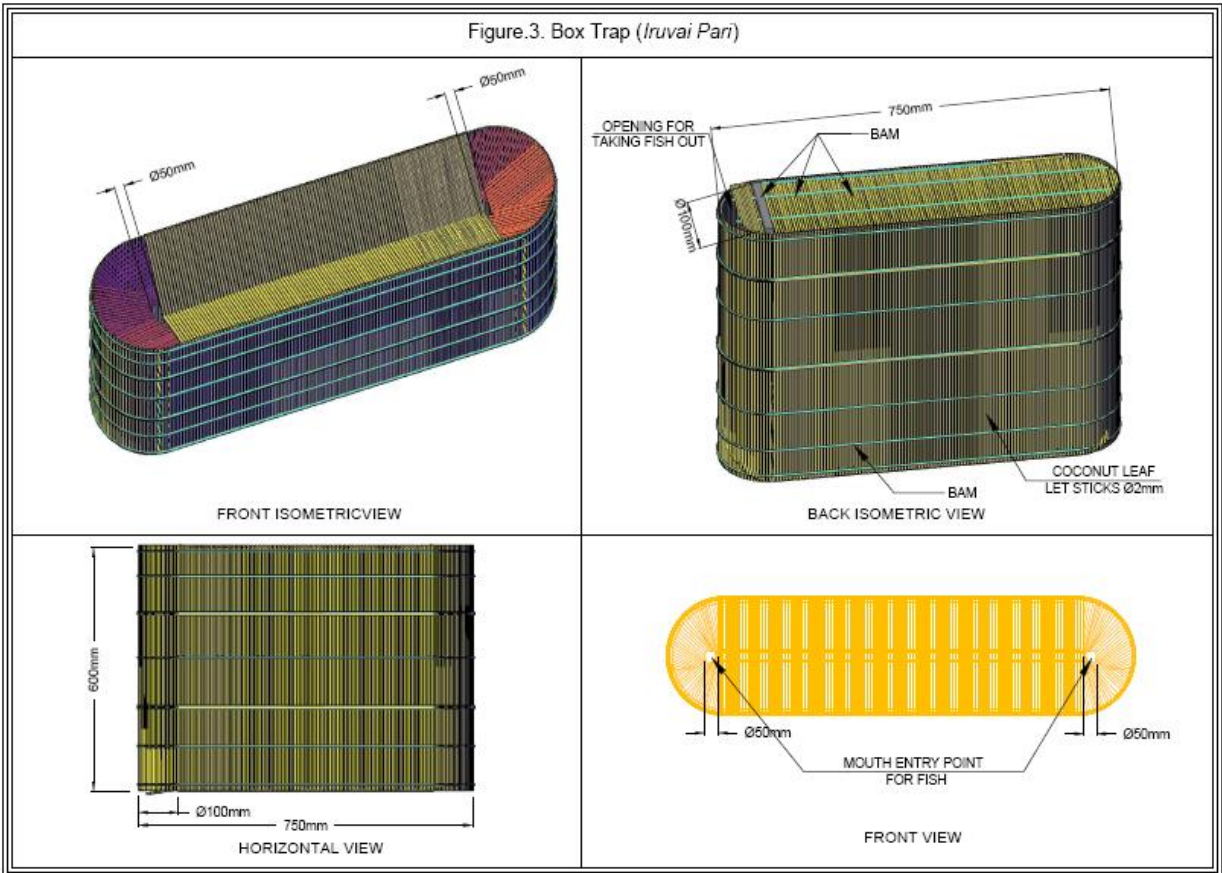 Figure.3. Box Trap (Iruvai Pari)
Ø50mm
Ø50mm
FRONT ISOMETRICVIEW
750mm
OPENING FOR
TAKING FISH OUT
BAM
Ø100mm
COCONUT LEAF
LET STICKS Ø2mm
BAM
BACK ISOMETRIC VIEW
600mm
Ø100mm
750mm
HORIZONTAL VIEW
Ø50mm
Ø50mm
MOUTH ENTRY POINT
FOR FISH
FRONT VIEW